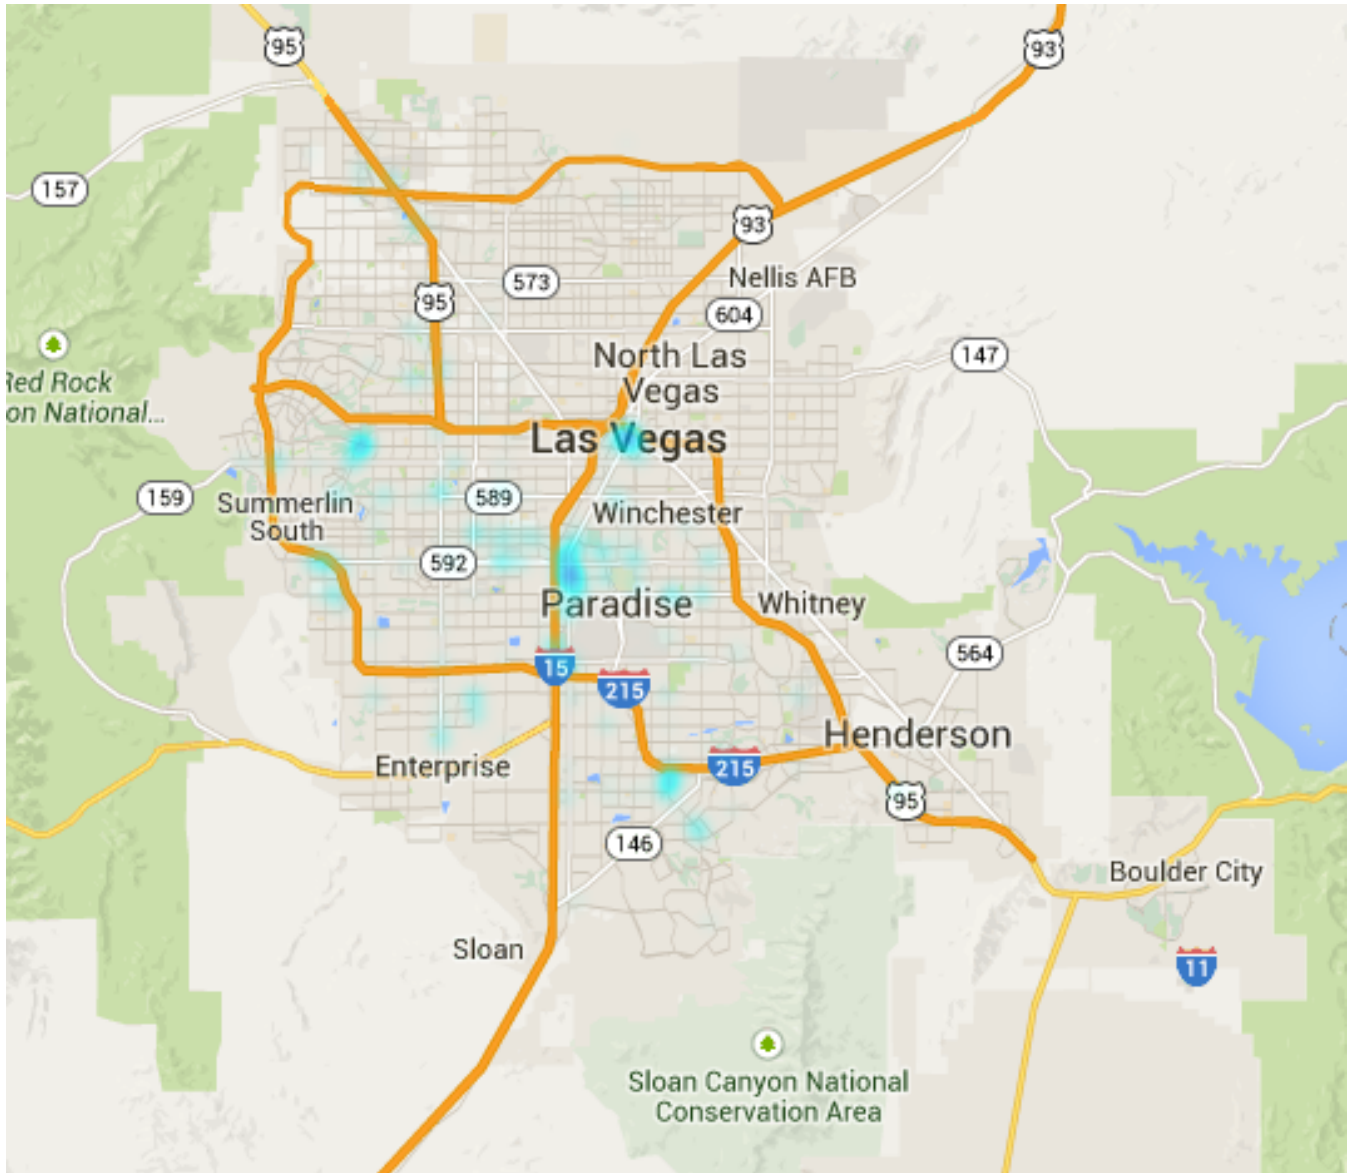 95
93
157
93
573
Nellis AFB
95
604
North Las
Vegas
147
Red Rock
on National...
Las Vegas
159
589
Summerlin
South
Winchester
592
Paradise
Whitney
15
564
215
Henderson
Enterprise
215
95
146
Boulder City
Sloan
11
Sloan Canyon National
Conservation Area